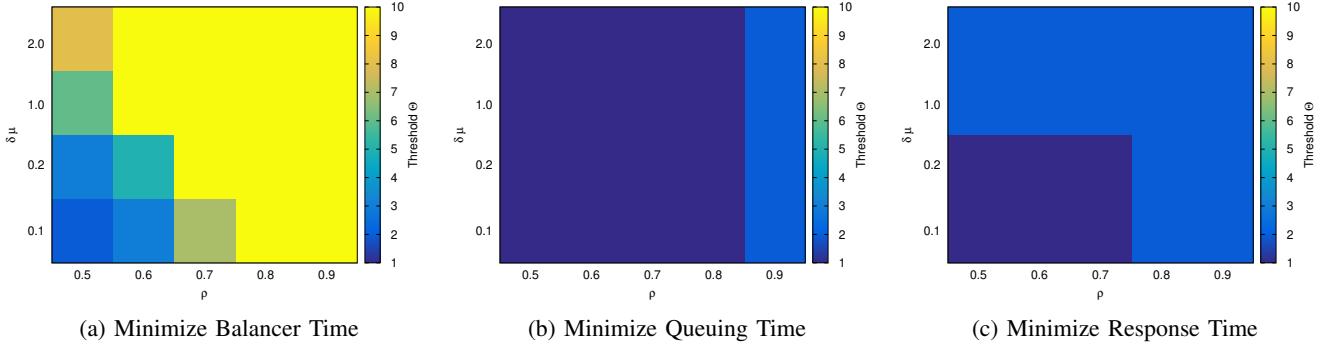 2.0
1.0
0.2
0.1
δ μ
0.5 0.6 0.7 0.8 0.9
ρ
10
9
8
7
6
5
4
3
2
1
Threshold Θ
(a) Minimize Balancer Time
2.0
1.0
0.2
0.1
δ μ
0.5 0.6 0.7 0.8 0.9
ρ
10
9
8
7
6
5
4
3
2
1
Threshold Θ
(b) Minimize Queuing Time
2.0
1.0
0.2
0.1
δ μ
0.5 0.6 0.7 0.8 0.9
ρ
10
9
8
7
6
5
4
3
2
1
Threshold Θ
(c) Minimize Response Time